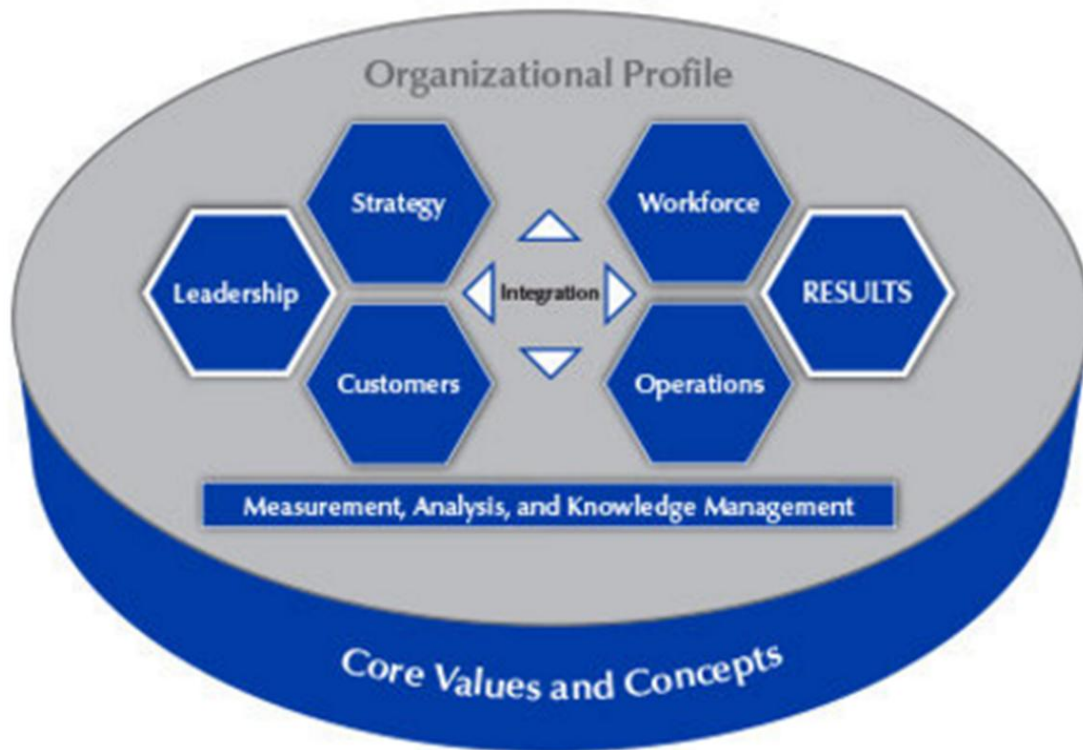 Organizational Profile
Strategy
Workforce
Leadership
Integration
RESULTS
Customers
Operations
Measurement, Analysis, and Knowledge Management
Core Values and Concepts